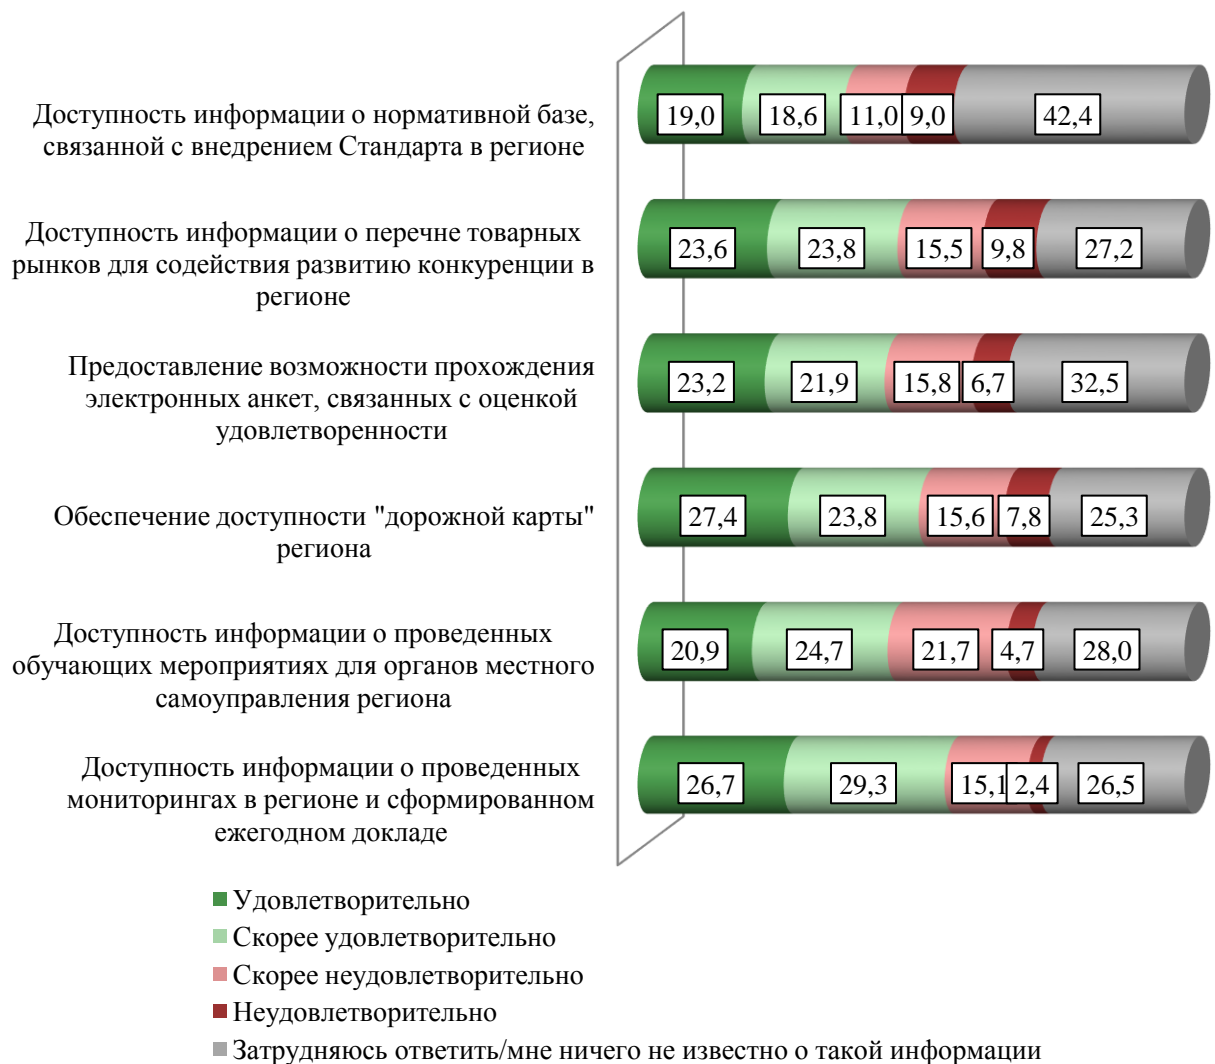 Доступность информации о нормативной базе,
связанной с внедрением Стандарта в регионе
19,0 18,6 11,0 9,0 42,4
Доступность информации о перечне товарных
рынков для содействия развитию конкуренции в
регионе
23,6 23,8 15,5 9,8 27,2
Предоставление возможности прохождения
электронных анкет, связанных с оценкой
удовлетворенности
23,2 21,9 15,8 6,7 32,5
Обеспечение доступности "дорожной карты"
региона
27,4 23,8 15,6 7,8 25,3
Доступность информации о проведенных
обучающих мероприятиях для органов местного
самоуправления региона
20,9 24,7 21,7 4,7 28,0
Доступность информации о проведенных
мониторингах в регионе и сформированном
ежегодном докладе
26,7 29,3 15,1 2,4 26,5
Удовлетворительно
Скорее удовлетворительно
Скорее неудовлетворительно
Неудовлетворительно
Затрудняюсь ответить/мне ничего не известно о такой информации